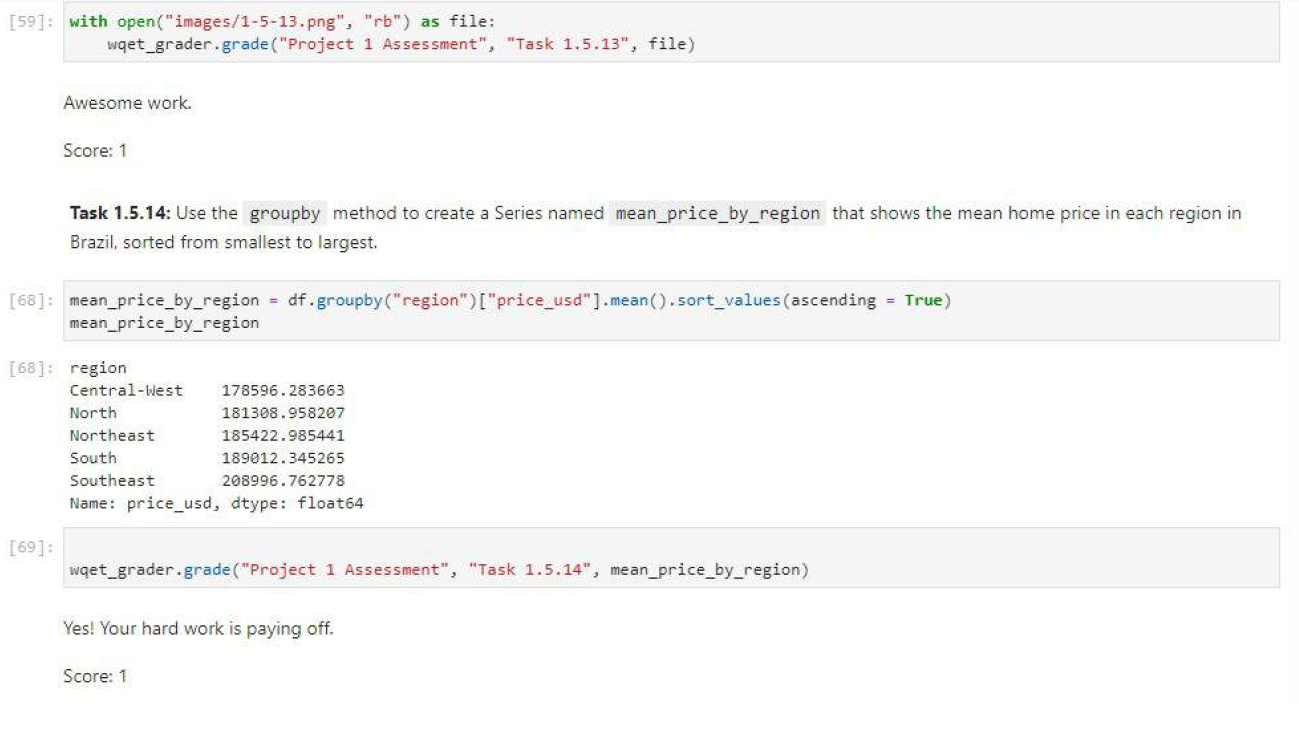 [59]: with open("images/1-5-13.png", "rb") as file:
    wqet_grader.grade("Project 1 Assessment", "Task 1.5.13", file)
Awesome work.
Score: 1
Task 1.5.14: Use the groupby method to create a Series named mean_price_by_region that shows the mean home price in each region in
Brazil, sorted from smallest to largest.
[68]: mean_price_by_region = df.groupby("region")["price_usd"].mean().sort_values(ascending = True)
mean_price_by_region
[68]: region
Central-West    178596.283663
North           181308.958207
Northeast       185422.985441
South           189012.345265
Southeast       208996.762778
Name: price_usd, dtype: float64
[69]:
wqet_grader.grade("Project 1 Assessment", "Task 1.5.14", mean_price_by_region)
Yes! Your hard work is paying off.
Score: 1